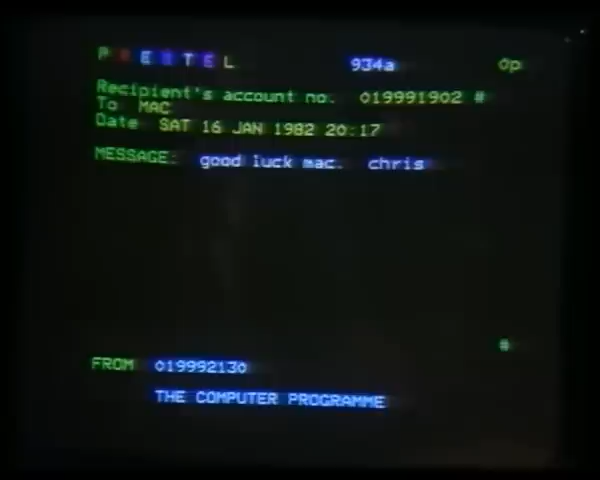 PRESTEL 934a 0p
Recipient's account no. 019991902 #
To MAC
Date SAT 16 JAN 1982 20:17
MESSAGE: good luck mac. chris
#
FROM 019992130
THE COMPUTER PROGRAMME